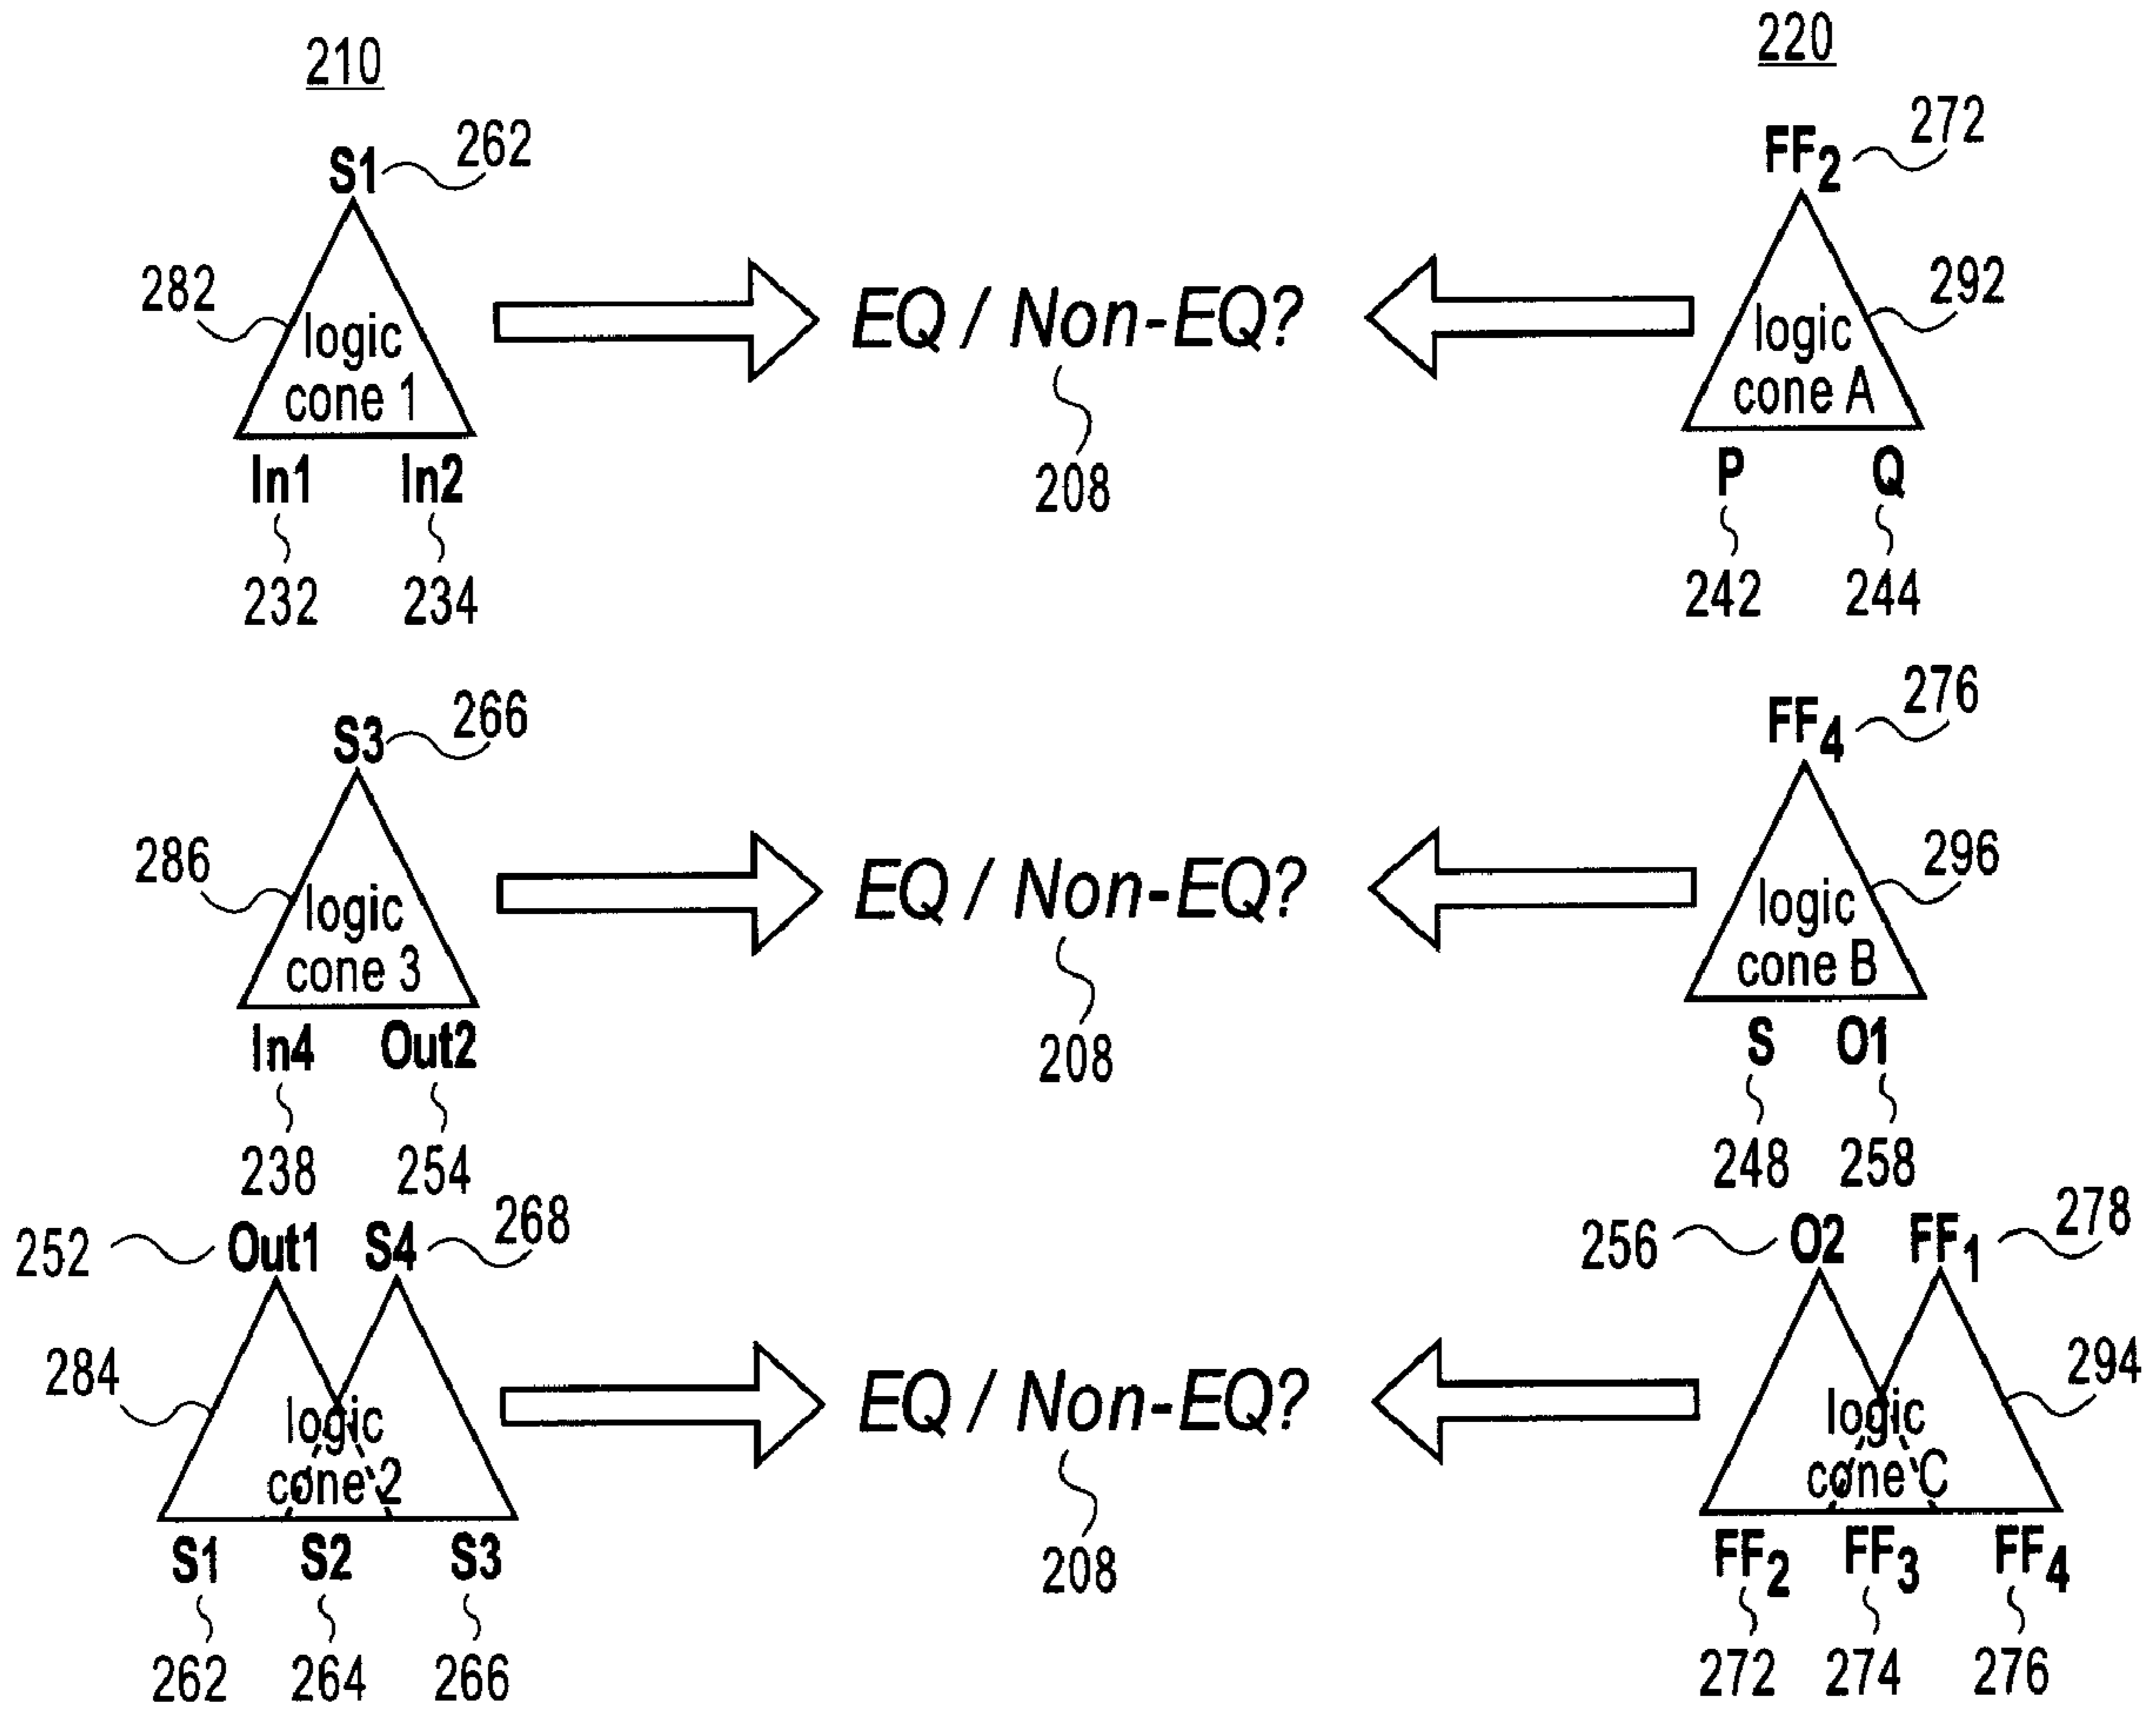 210
220
S1
262
FF2
272
282
logic
cone 1
EQ / Non-EQ?
logic
cone A
292
In1
In2
208
P
Q
232
234
242
244
S3
266
FF4
276
286
logic
cone 3
EQ / Non-EQ?
logic
cone B
296
In4
Out2
208
S
O1
238
254
248
258
252
Out1
S4
268
256
O2
FF1
278
284
logic
cone 2
EQ / Non-EQ?
logic
cone C
294
S1
S2
S3
208
FF2
FF3
FF4
262
264
266
272
274
276